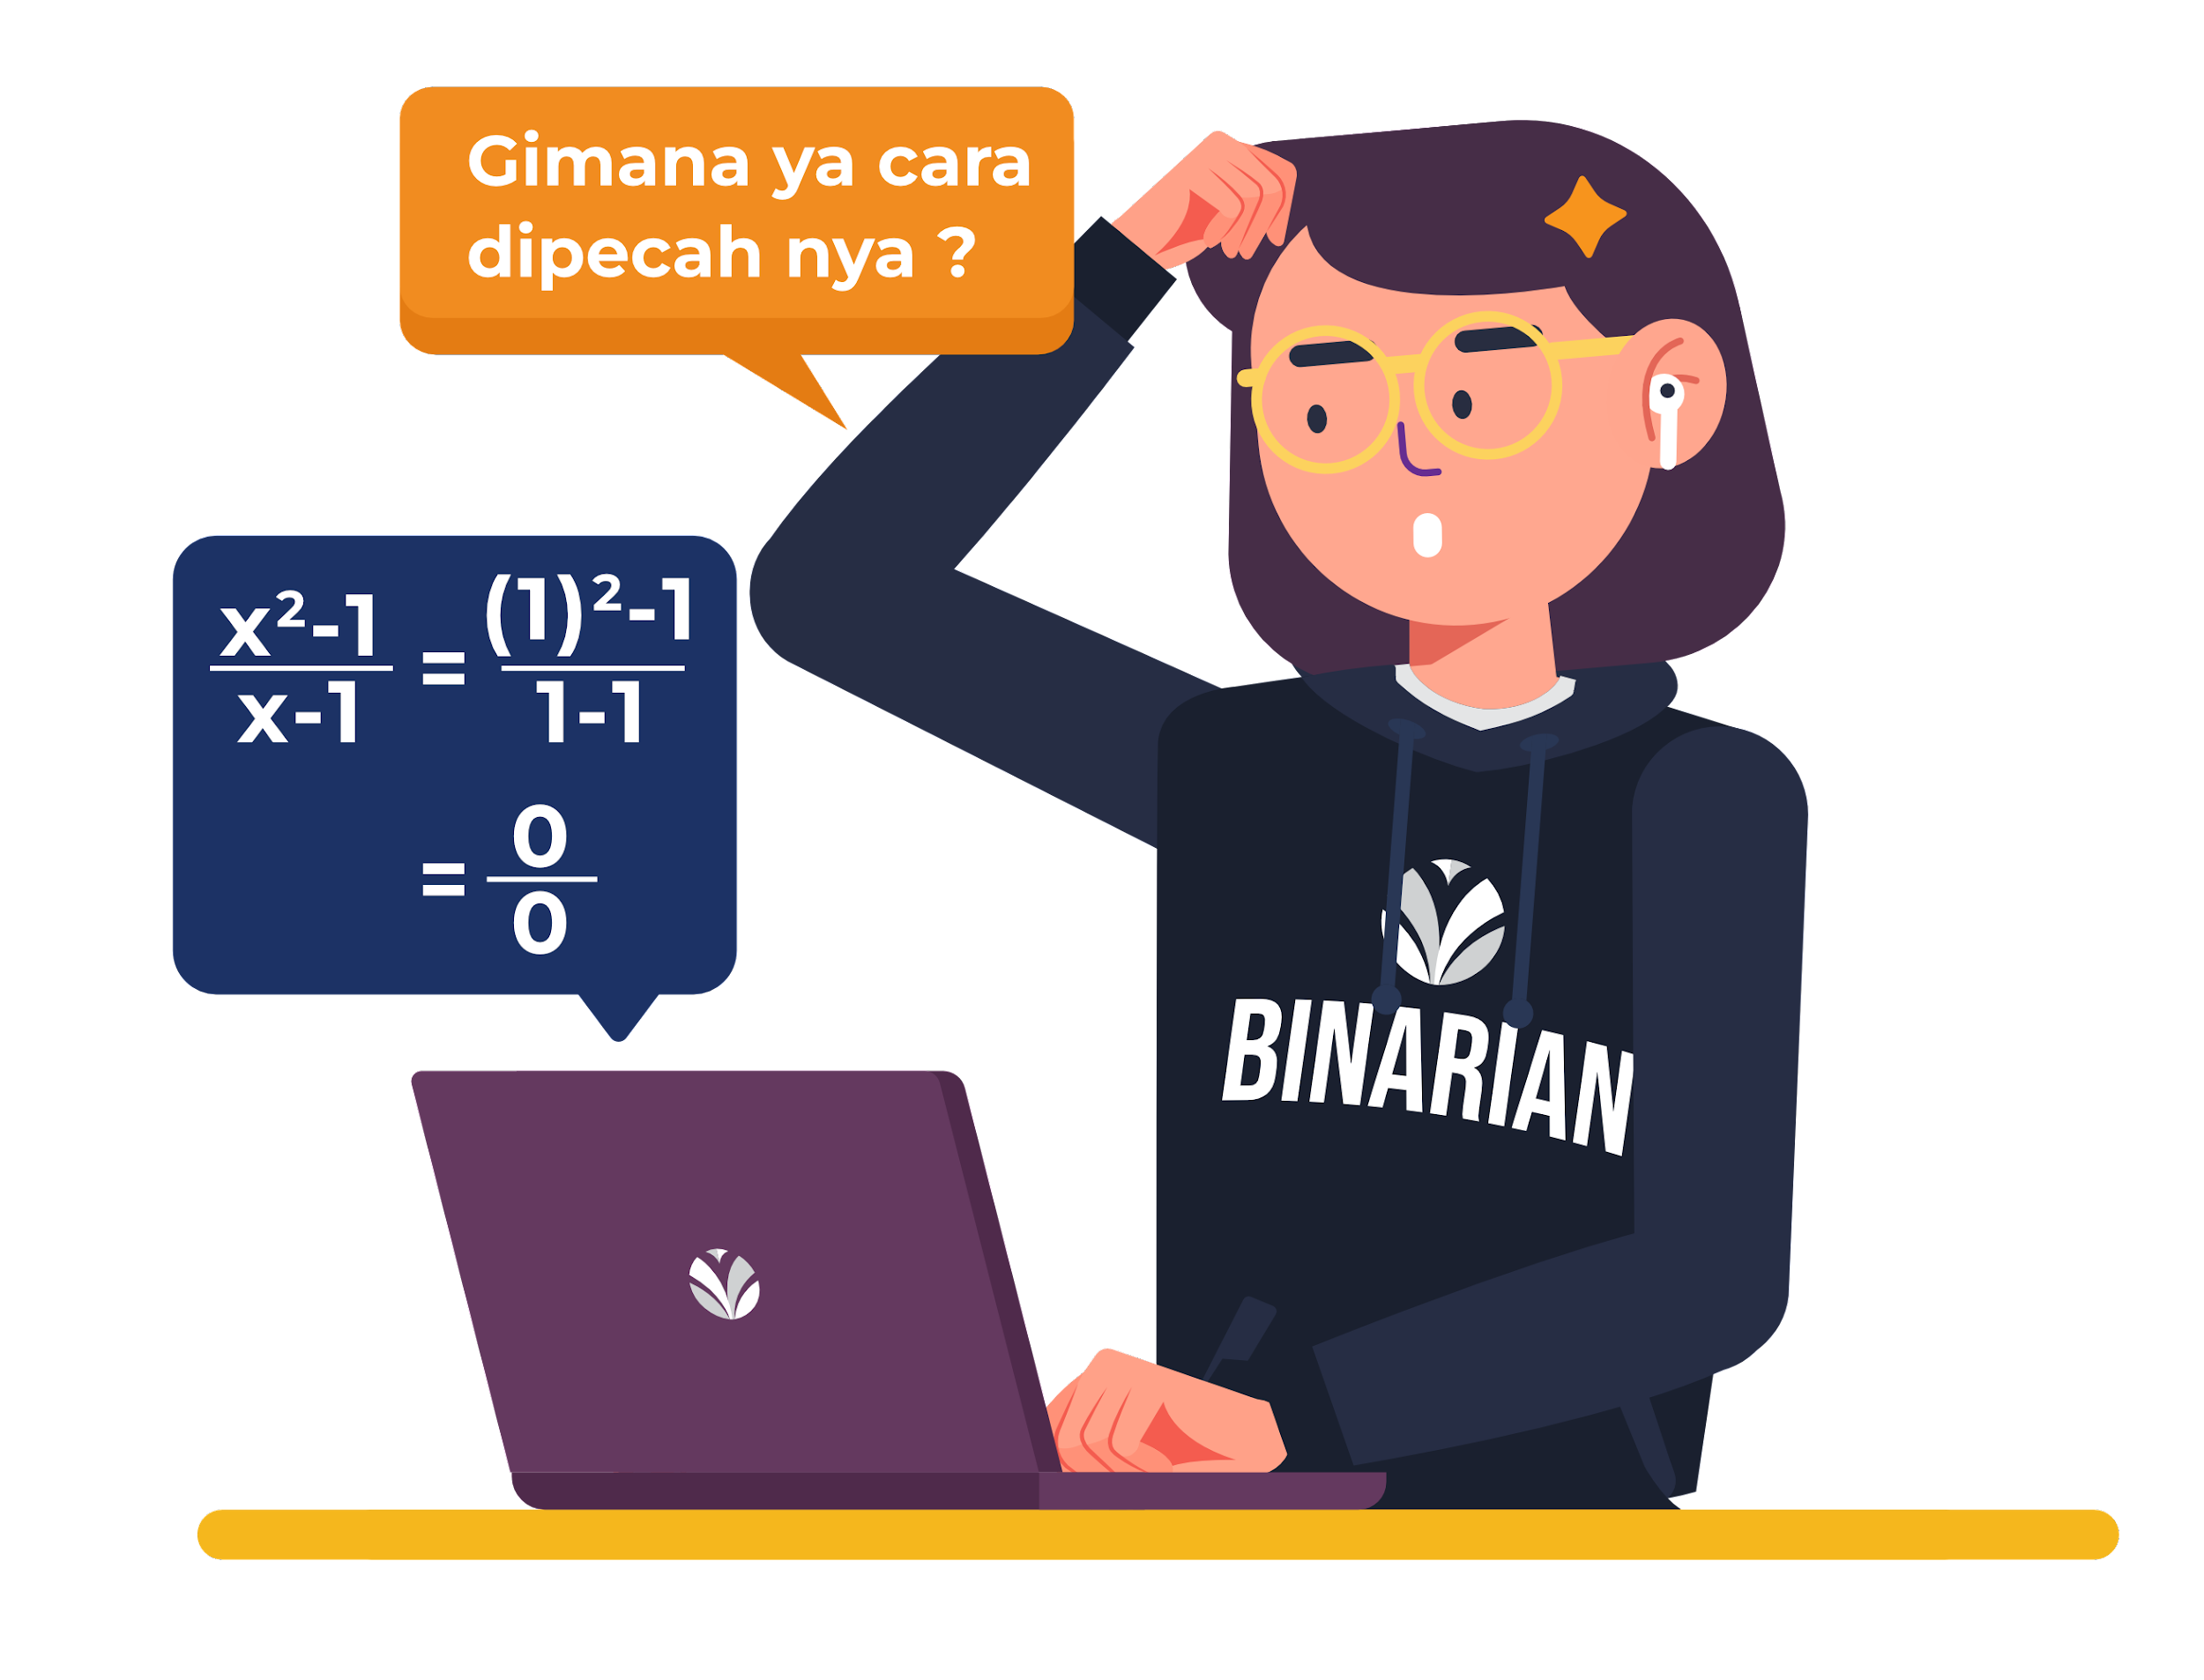 Gimana ya cara
dipecah nya ?
x²-1 / x-1 = (1)²-1 / 1-1
= 0 / 0
BINARIAN